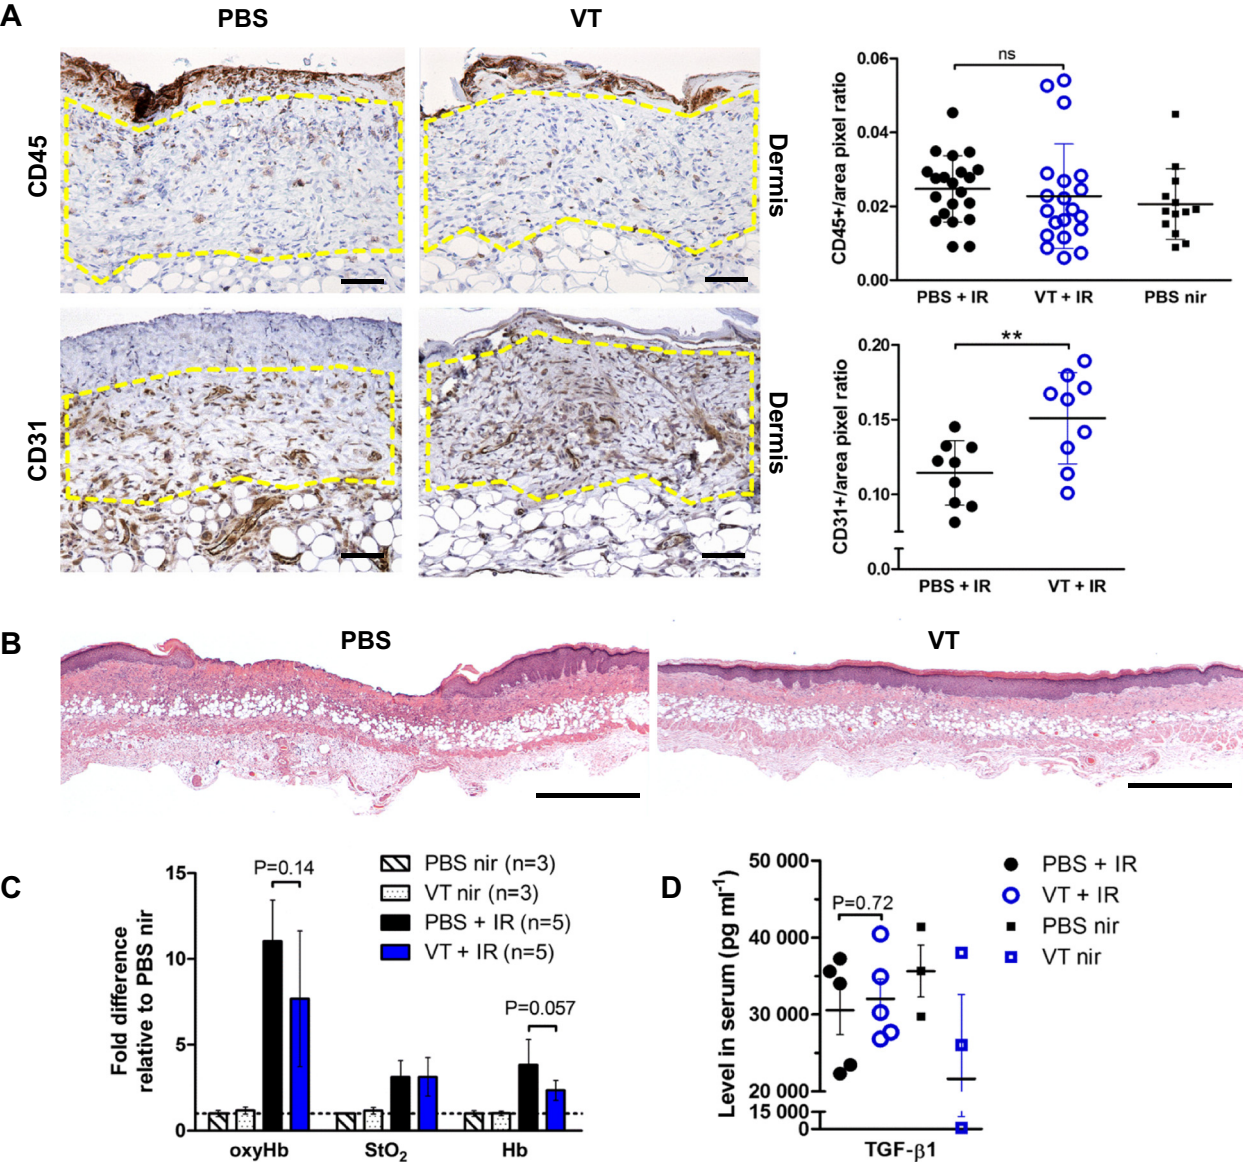 A
PBS
VT
CD45
Dermis
CD45+/area pixel ratio
0.06
0.04
0.02
0.00
ns
PBS + IR
VT + IR
PBS nir
CD31
Dermis
CD31+/area pixel ratio
0.20
0.15
0.10
0.0
**
PBS + IR
VT + IR
B
PBS
VT
C
Fold difference
relative to PBS nir
15
10
5
0
P=0.14
P=0.057
PBS nir (n=3)
VT nir (n=3)
PBS + IR (n=5)
VT + IR (n=5)
oxyHb
StO₂
Hb
D
Level in serum (pg ml⁻¹)
50 000
40 000
30 000
20 000
15 000
0
P=0.72
PBS + IR
VT + IR
PBS nir
VT nir
TGF-β1